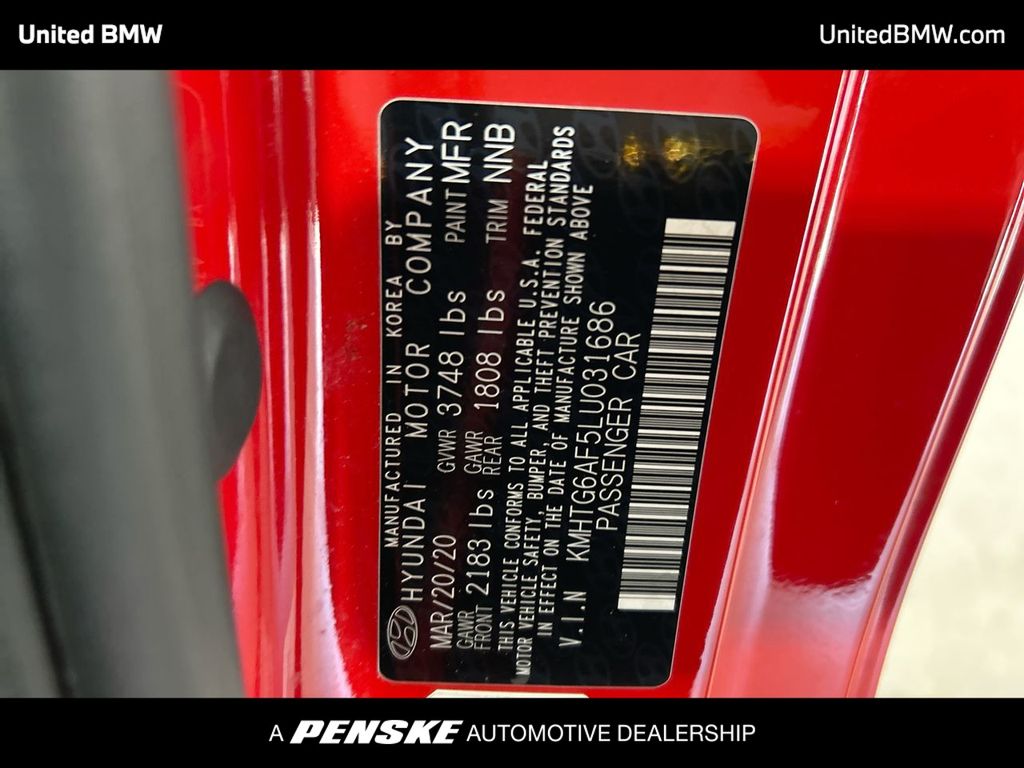 United BMW
UnitedBMW.com
MANUFACTURED IN KOREA BY
HYUNDAI MOTOR COMPANY
MAR/20/20 GVWR 3748 lbs PAINT MFR
GAWR FRONT 2183 lbs GAWR REAR 1808 lbs TRIM NNB
THIS VEHICLE CONFORMS TO ALL APPLICABLE U.S.A. FEDERAL
MOTOR VEHICLE SAFETY, BUMPER, AND THEFT PREVENTION STANDARDS
IN EFFECT ON THE DATE OF MANUFACTURE SHOWN ABOVE
V.I.N KMHTG6AF5LU031686
PASSENGER CAR
A PENSKE AUTOMOTIVE DEALERSHIP